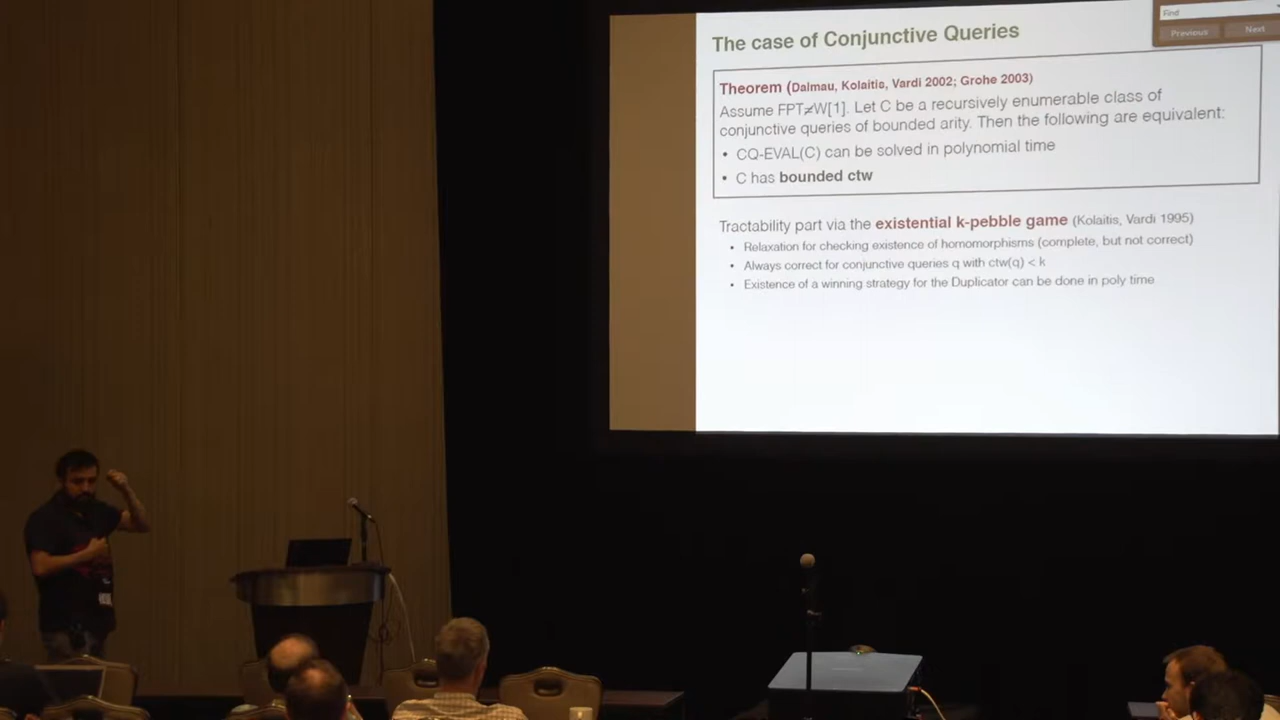 The case of Conjunctive Queries
Find
Previous
Next
Theorem (Dalmau, Kolaitis, Vardi 2002; Grohe 2003)
Assume FPT≠W[1]. Let C be a recursively enumerable class of
conjunctive queries of bounded arity. Then the following are equivalent:
• CQ-EVAL(C) can be solved in polynomial time
• C has bounded ctw
Tractability part via the existential k-pebble game (Kolaitis, Vardi 1995)
• Relaxation for checking existence of homomorphisms (complete, but not correct)
• Always correct for conjunctive queries q with ctw(q) < k
• Existence of a winning strategy for the Duplicator can be done in poly time